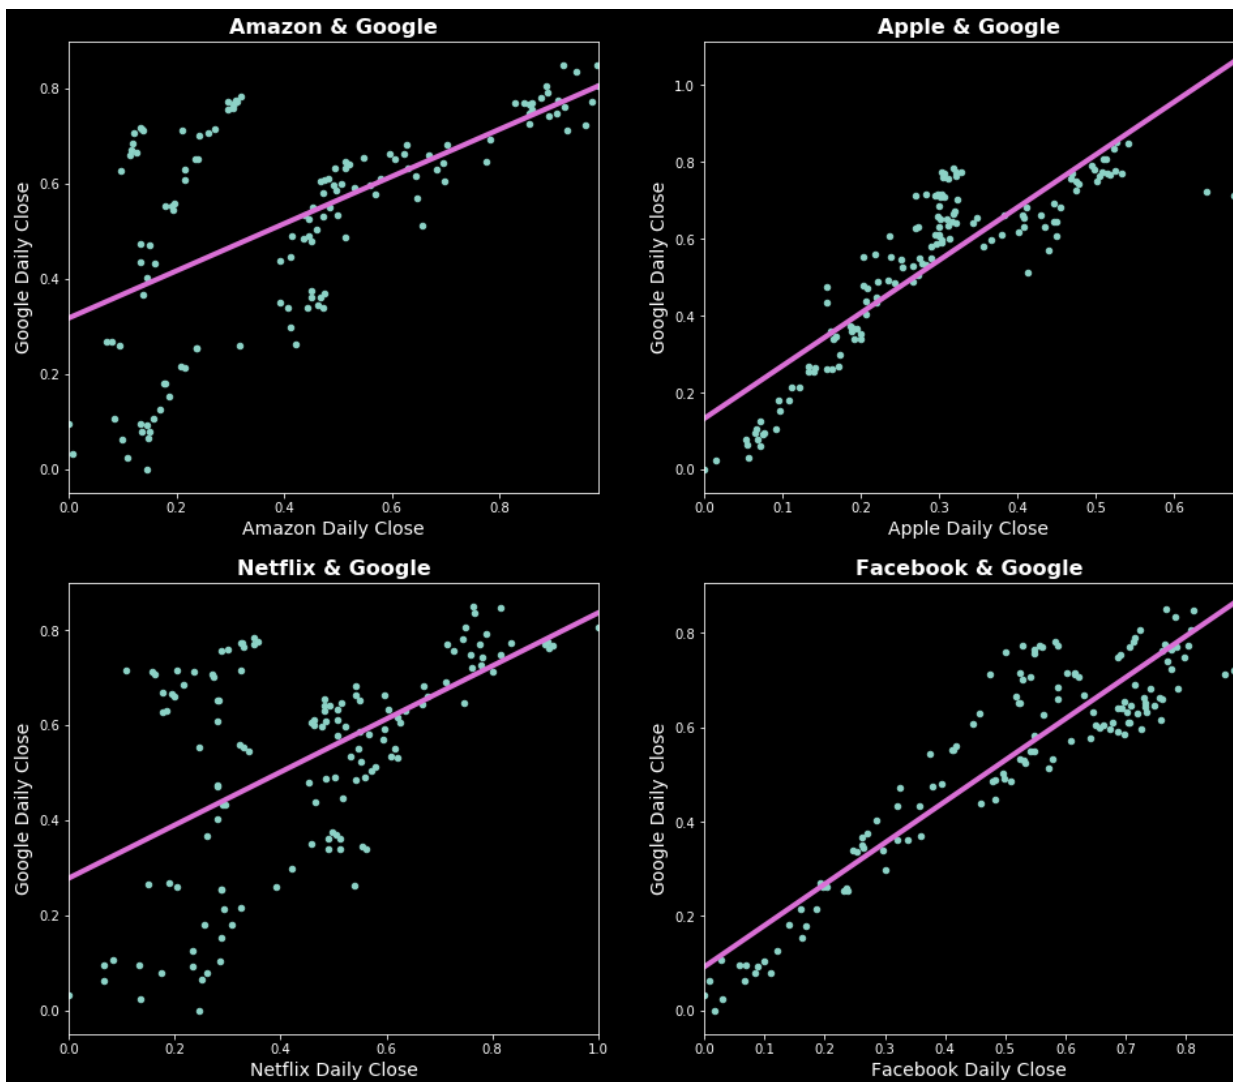 Amazon & Google
Google Daily Close
0.8
0.6
0.4
0.2
0.0
0.0 0.2 0.4 0.6 0.8
Amazon Daily Close
Apple & Google
Google Daily Close
1.0
0.8
0.6
0.4
0.2
0.0
0.0 0.1 0.2 0.3 0.4 0.5 0.6
Apple Daily Close
Netflix & Google
Google Daily Close
0.8
0.6
0.4
0.2
0.0
0.0 0.2 0.4 0.6 0.8 1.0
Netflix Daily Close
Facebook & Google
Google Daily Close
0.8
0.6
0.4
0.2
0.0
0.0 0.1 0.2 0.3 0.4 0.5 0.6 0.7 0.8
Facebook Daily Close